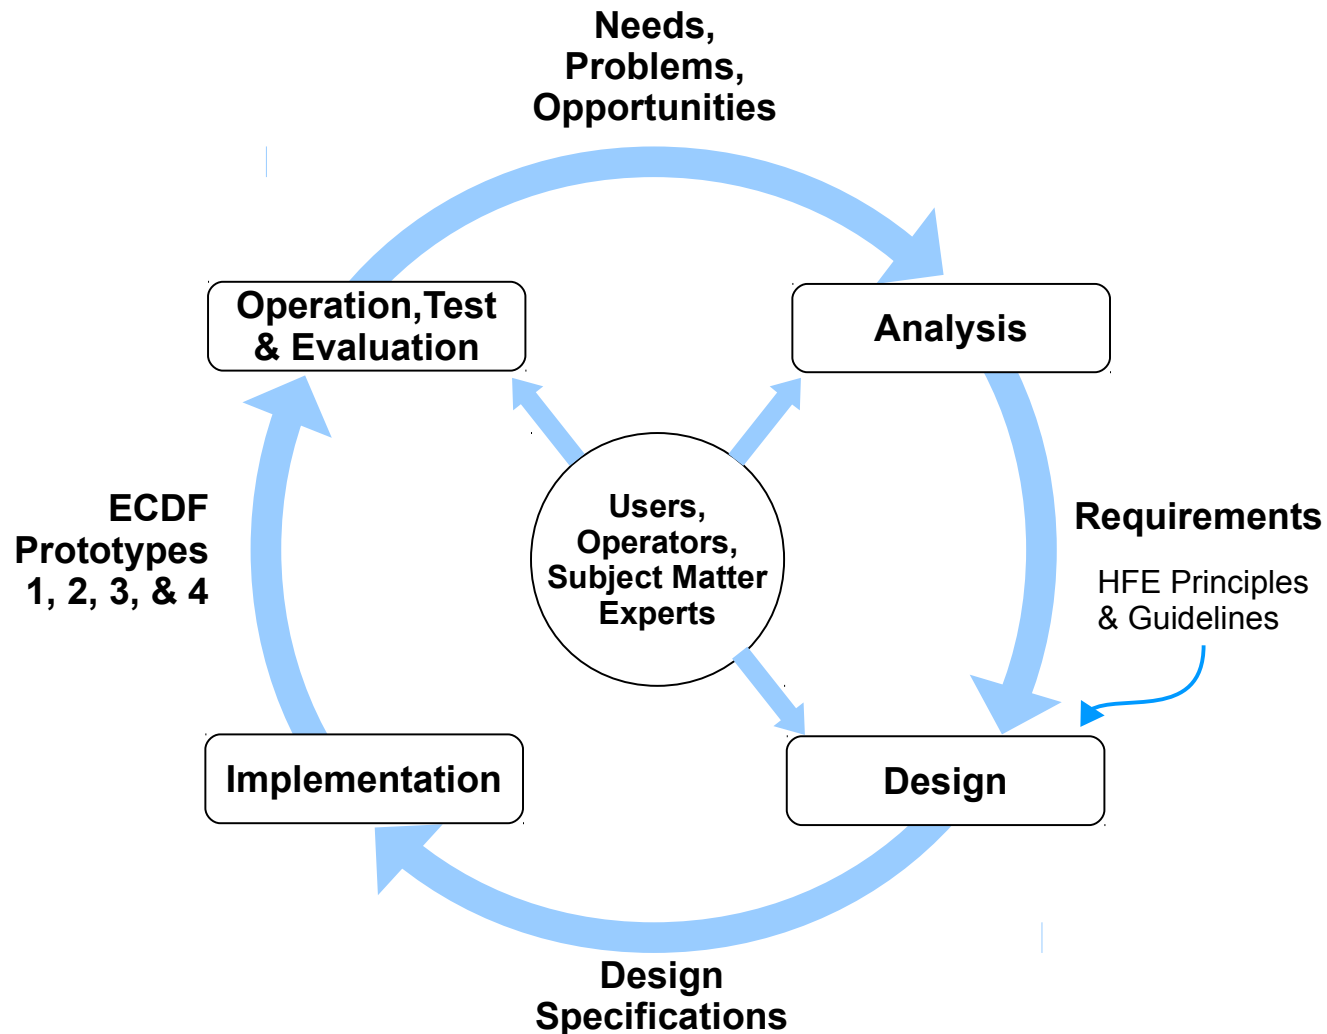 Needs,
Problems,
Opportunities
Operation,Test
& Evaluation
Analysis
Users,
Operators,
Subject Matter
Experts
ECDF
Prototypes
1, 2, 3, & 4
Requirements
HFE Principles
& Guidelines
Implementation
Design
Design
Specifications